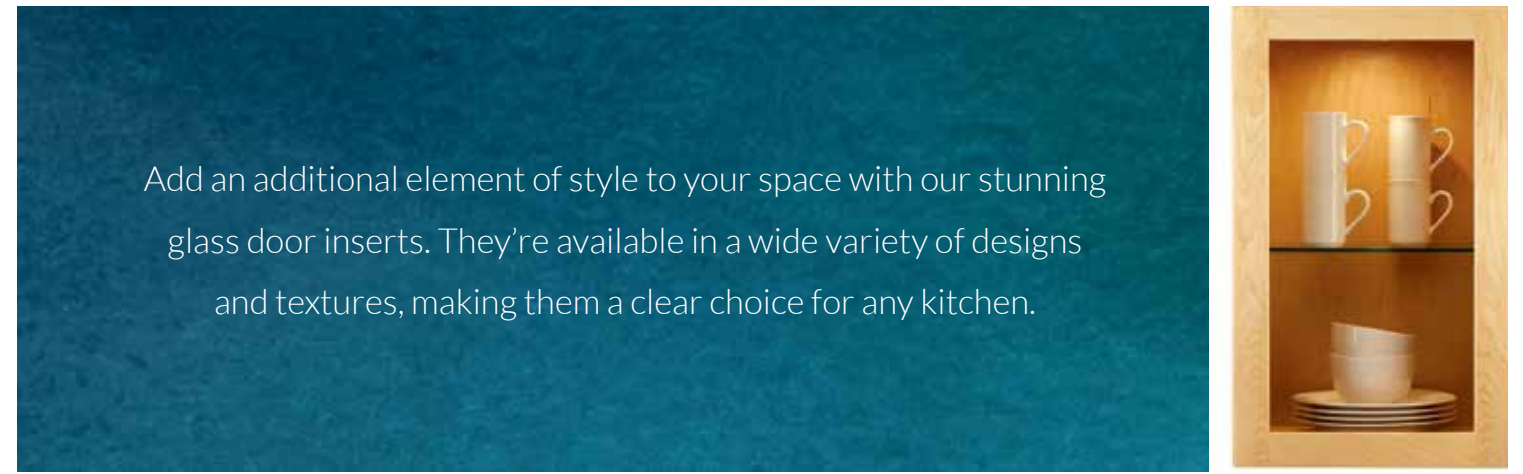 Add an additional element of style to your space with our stunning
glass door inserts. They’re available in a wide variety of designs
and textures, making them a clear choice for any kitchen.